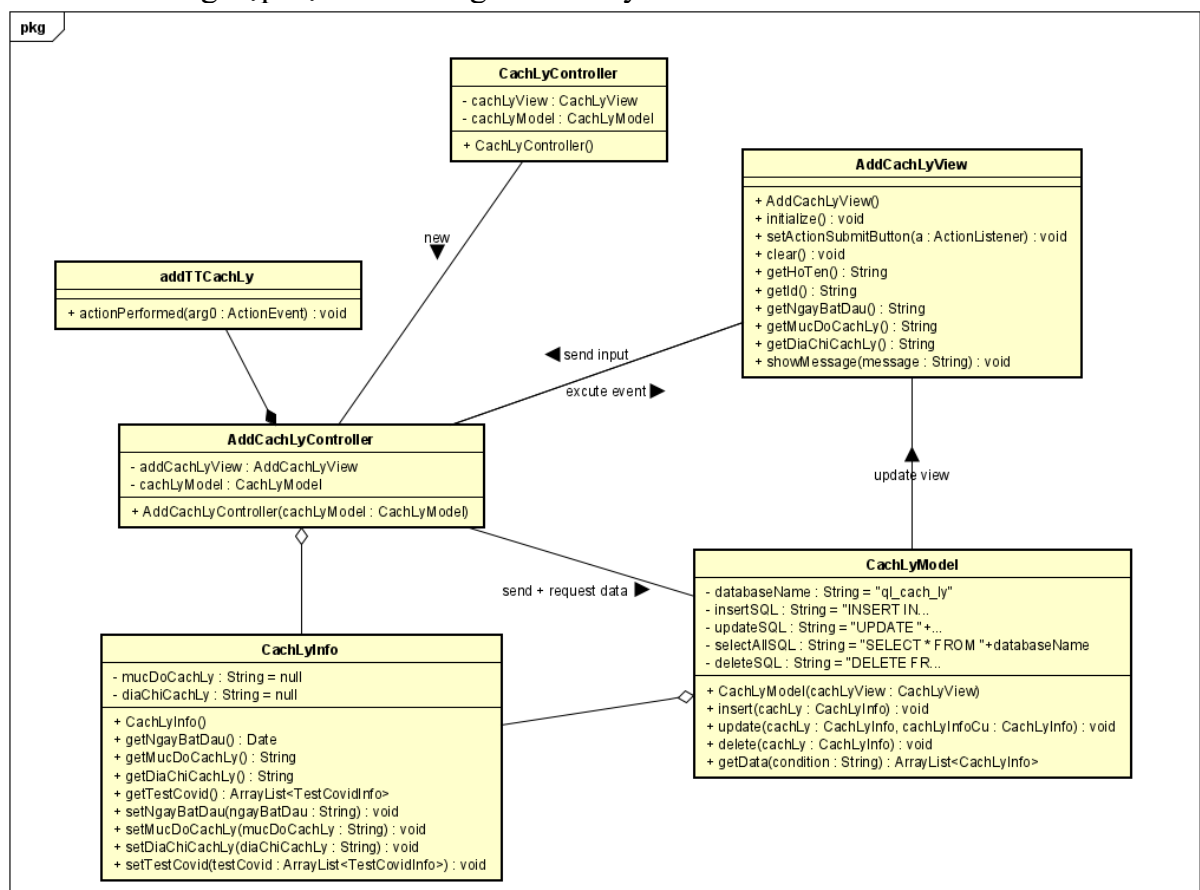 pkg
CachLyController
- cachLyView : CachLyView
- cachLyModel : CachLyModel
+ CachLyController()
AddCachLyView
+ AddCachLyView()
+ initialize() : void
+ setActionSubmitButton(a : ActionListener) : void
+ clear() : void
+ getHoTen() : String
+ getId() : String
+ getNgayBatDau() : String
+ getMucDoCachLy() : String
+ getDiaChiCachLy() : String
+ showMessage(message : String) : void
new
addTTCachLy
+ actionPerformed(arg0 : ActionEvent) : void
send input
excute event
AddCachLyController
- addCachLyView : AddCachLyView
- cachLyModel : CachLyModel
+ AddCachLyController(cachLyModel : CachLyModel)
update view
send + request data
CachLyModel
- databaseName : String = "ql_cach_ly"
- insertSQL : String = "INSERT IN...
- updateSQL : String = "UPDATE "+...
- selectAllSQL : String = "SELECT * FROM "+databaseName
- deleteSQL : String = "DELETE FR...
+ CachLyModel(cachLyView : CachLyView)
+ insert(cachLy : CachLyInfo) : void
+ update(cachLy : CachLyInfo, cachLyInfoCu : CachLyInfo) : void
+ delete(cachLy : CachLyInfo) : void
+ getData(condition : String) : ArrayList<CachLyInfo>
CachLyInfo
- mucDoCachLy : String = null
- diaChiCachLy : String = null
+ CachLyInfo()
+ getNgayBatDau() : Date
+ getMucDoCachLy() : String
+ getDiaChiCachLy() : String
+ getTestCovid() : ArrayList<TestCovidInfo>
+ setNgayBatDau(ngayBatDau : String) : void
+ setMucDoCachLy(mucDoCachLy : String) : void
+ setDiaChiCachLy(diaChiCachLy : String) : void
+ setTestCovid(testCovid : ArrayList<TestCovidInfo>) : void